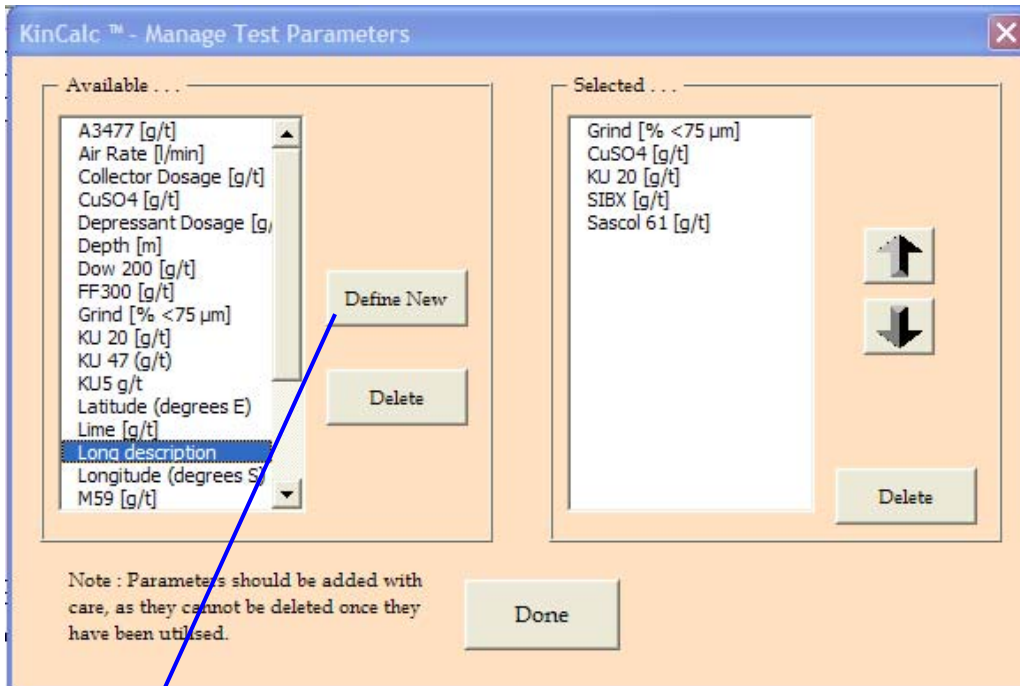 KinCalc ™ - Manage Test Parameters
Available . . .
A3477 [g/t]
Air Rate [l/min]
Collector Dosage [g/t]
CuSO4 [g/t]
Depressant Dosage [g/
Depth [m]
Dow 200 [g/t]
FF300 [g/t]
Grind [% <75 µm]
KU 20 [g/t]
KU 47 (g/t)
KU5 g/t
Latitude (degrees E)
Lime [g/t]
Long description
Longitude (degrees S)
M59 [g/t]
Define New
Delete
Selected . . .
Grind [% <75 µm]
CuSO4 [g/t]
KU 20 [g/t]
SIBX [g/t]
Sascol 61 [g/t]
Delete
Note : Parameters should be added with
care, as they cannot be deleted once they
have been utilised.
Done